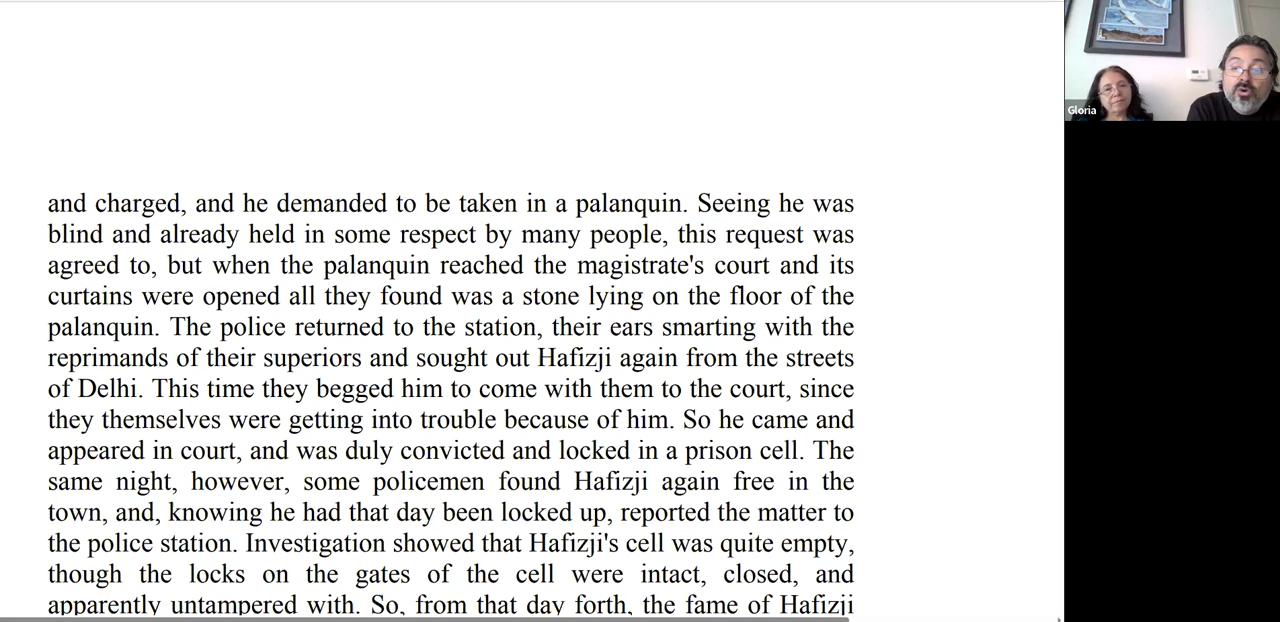 and charged, and he demanded to be taken in a palanquin. Seeing he was
blind and already held in some respect by many people, this request was
agreed to, but when the palanquin reached the magistrate's court and its
curtains were opened all they found was a stone lying on the floor of the
palanquin. The police returned to the station, their ears smarting with the
reprimands of their superiors and sought out Hafizji again from the streets
of Delhi. This time they begged him to come with them to the court, since
they themselves were getting into trouble because of him. So he came and
appeared in court, and was duly convicted and locked in a prison cell. The
same night, however, some policemen found Hafizji again free in the
town, and, knowing he had that day been locked up, reported the matter to
the police station. Investigation showed that Hafizji's cell was quite empty,
though the locks on the gates of the cell were intact, closed, and
apparently untampered with. So, from that day forth, the fame of Hafizji
Gloria